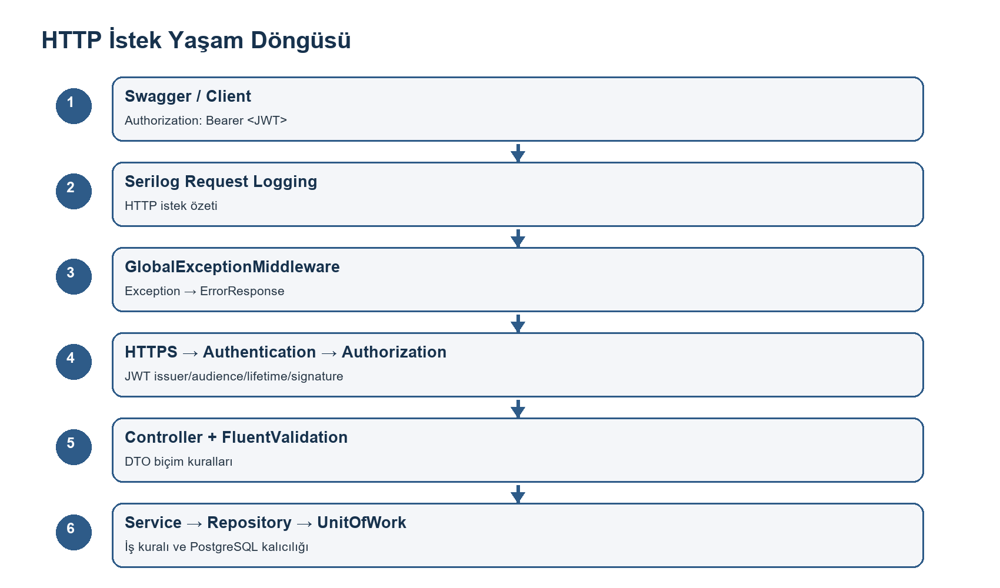 HTTP İstek Yaşam Döngüsü
1
Swagger / Client
Authorization: Bearer <JWT>
2
Serilog Request Logging
HTTP istek özeti
3
GlobalExceptionMiddleware
Exception → ErrorResponse
4
HTTPS → Authentication → Authorization
JWT issuer/audience/lifetime/signature
5
Controller + FluentValidation
DTO biçim kuralları
6
Service → Repository → UnitOfWork
İş kuralı ve PostgreSQL kalıcılığı